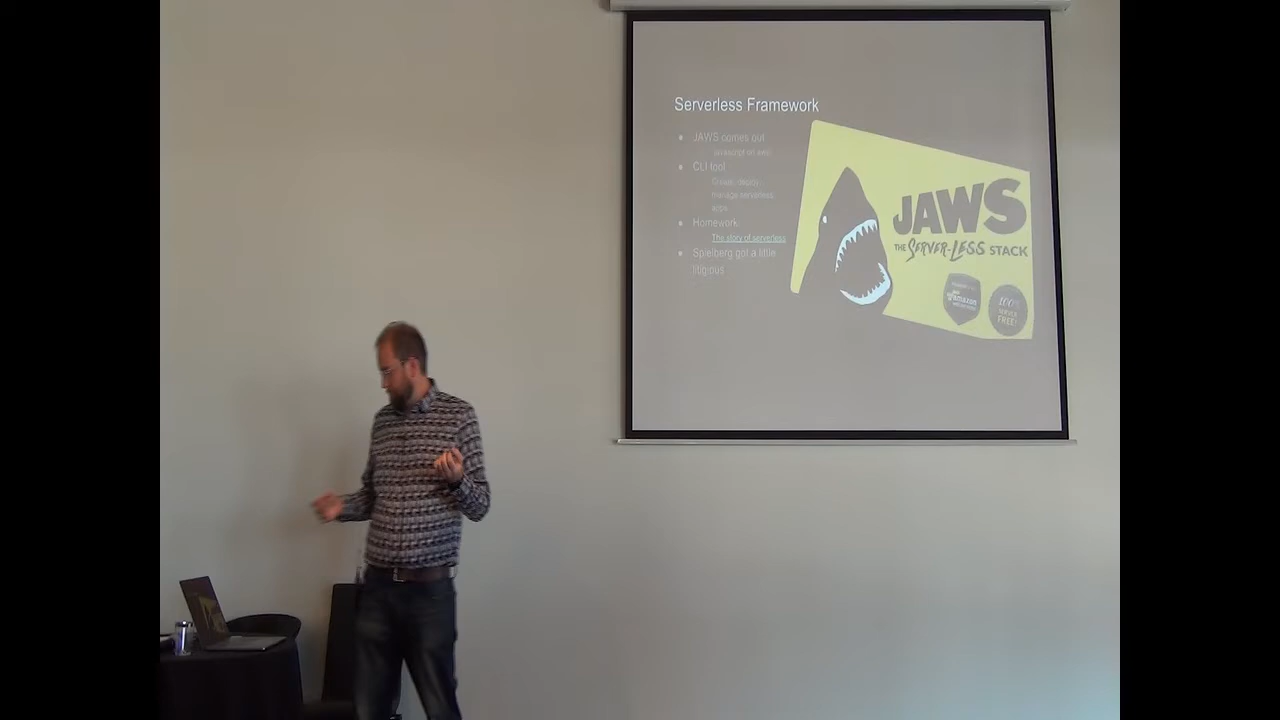 Serverless Framework
● JAWS comes out
Javascript on aws
● CLI tool
Create, deploy,
manage serverless
apps
● Homework:
The story of serverless
● Spielberg got a little
litigious
JAWS
THE SERVER-LESS STACK
amazon
100%
SERVER
FREE!